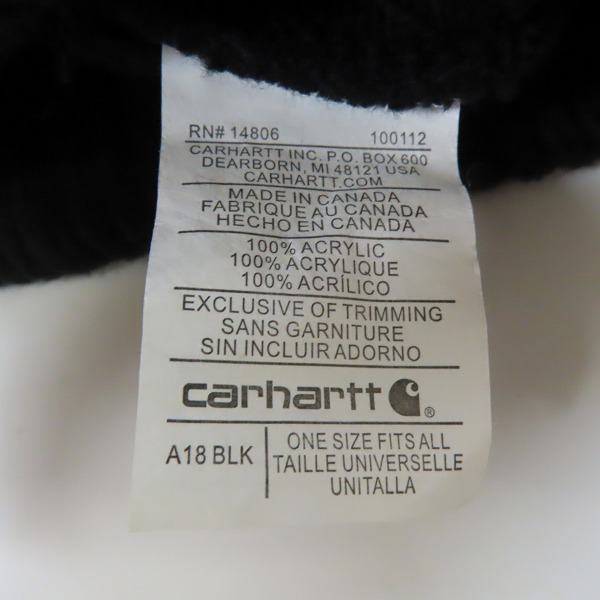 RN# 14806 100112
CARHARTT INC. P.O. BOX 600
DEARBORN, MI 48121 USA
CARHARTT.COM
MADE IN CANADA
FABRIQUE AU CANADA
HECHO EN CANADA
100% ACRYLIC
100% ACRYLIQUE
100% ACRÍLICO
EXCLUSIVE OF TRIMMING
SANS GARNITURE
SIN INCLUIR ADORNO
carhartt ®
A18 BLK
ONE SIZE FITS ALL
TAILLE UNIVERSELLE
UNITALLA